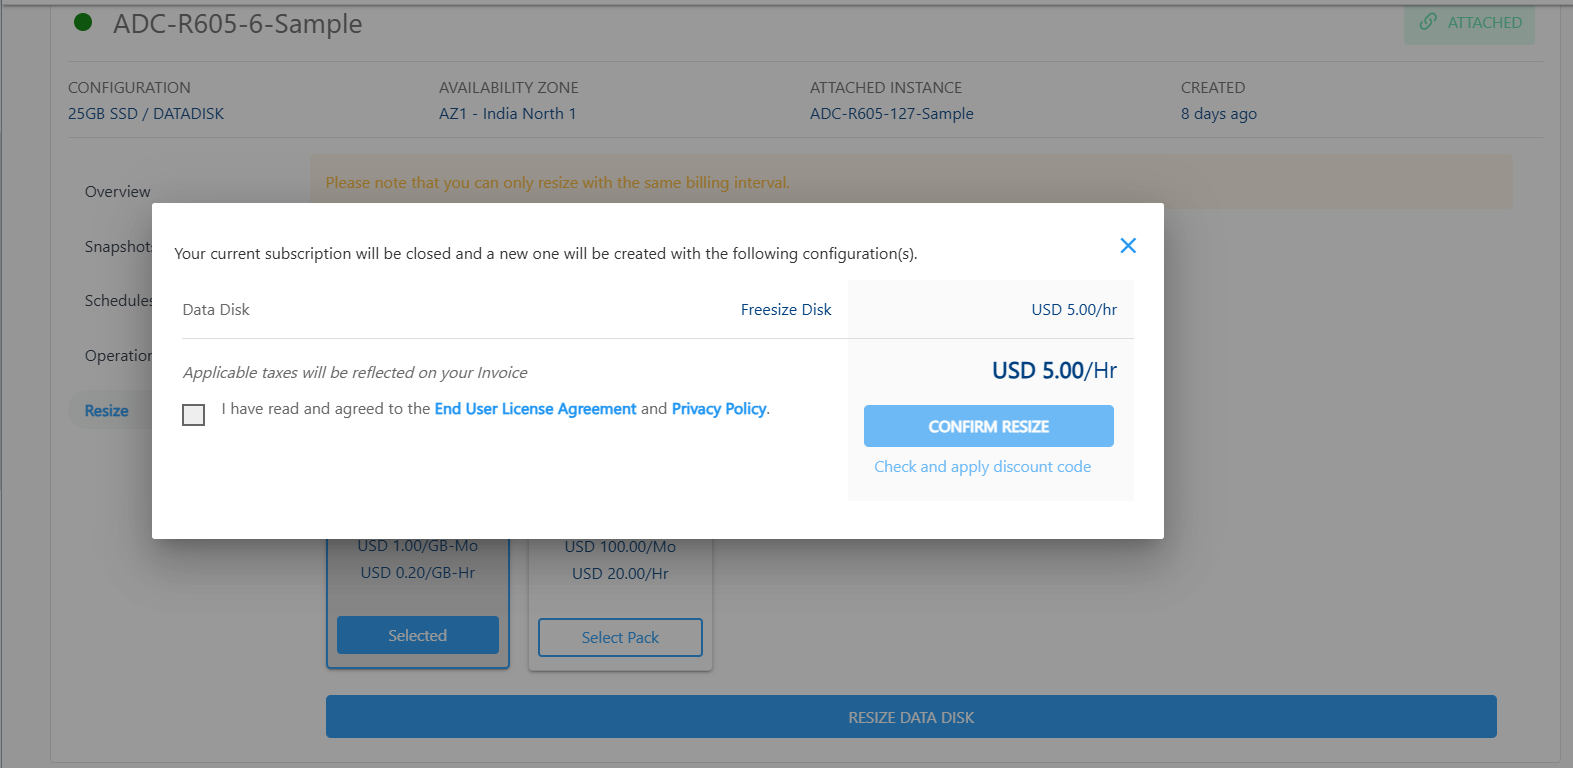 ADC-R605-6-Sample
ATTACHED
CONFIGURATION
AVAILABILITY ZONE
ATTACHED INSTANCE
CREATED
25GB SSD / DATADISK
AZ1 - India North 1
ADC-R605-127-Sample
8 days ago
Overview
Please note that you can only resize with the same billing interval.
Snapshots
Schedules
Operation
Resize
Your current subscription will be closed and a new one will be created with the following configuration(s).
Data Disk
Freesize Disk
USD 5.00/hr
Applicable taxes will be reflected on your Invoice
USD 5.00/Hr
I have read and agreed to the End User License Agreement and Privacy Policy.
CONFIRM RESIZE
Check and apply discount code
USD 1.00/GB-Mo
USD 0.20/GB-Hr
Selected
USD 100.00/Mo
USD 20.00/Hr
Select Pack
RESIZE DATA DISK